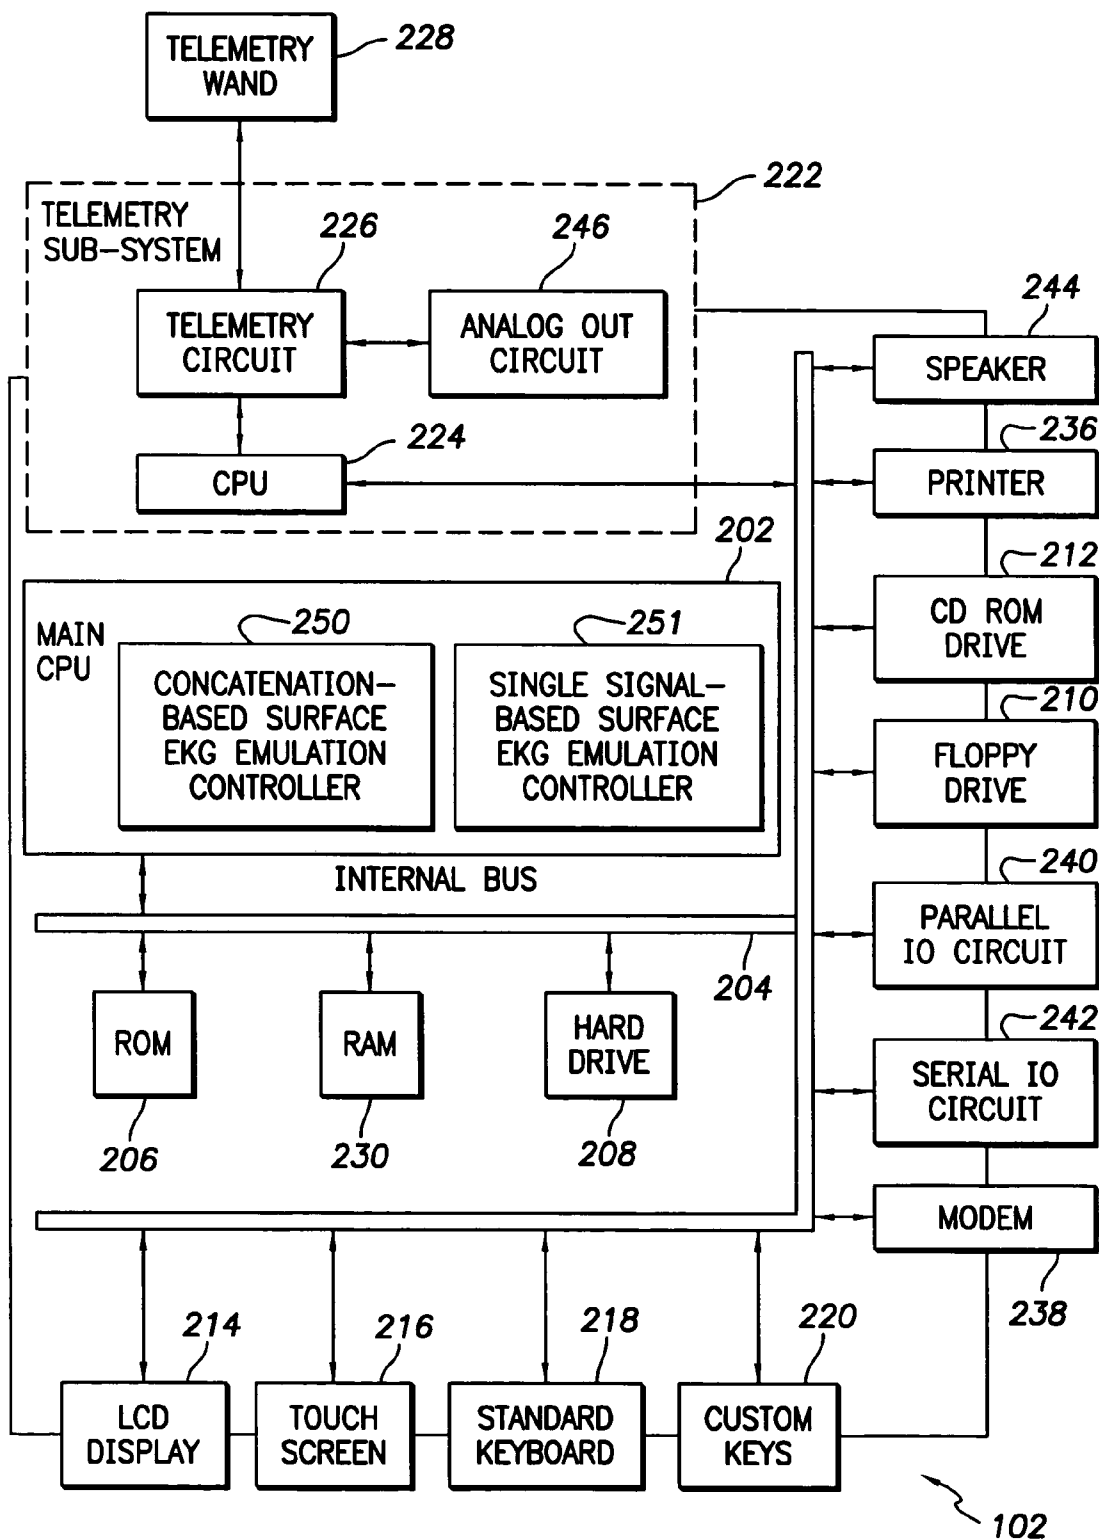 TELEMETRY
WAND
228
222
TELEMETRY
SUB-SYSTEM
226
246
TELEMETRY
CIRCUIT
ANALOG OUT
CIRCUIT
244
SPEAKER
224
CPU
236
PRINTER
202
212
CD ROM
DRIVE
MAIN
CPU
250
CONCATENATION-
BASED SURFACE
EKG EMULATION
CONTROLLER
251
SINGLE SIGNAL-
BASED SURFACE
EKG EMULATION
CONTROLLER
210
FLOPPY
DRIVE
INTERNAL BUS
240
PARALLEL
IO CIRCUIT
204
ROM
RAM
HARD
DRIVE
242
SERIAL IO
CIRCUIT
206
230
208
MODEM
238
214
216
218
220
LCD
DISPLAY
TOUCH
SCREEN
STANDARD
KEYBOARD
CUSTOM
KEYS
102